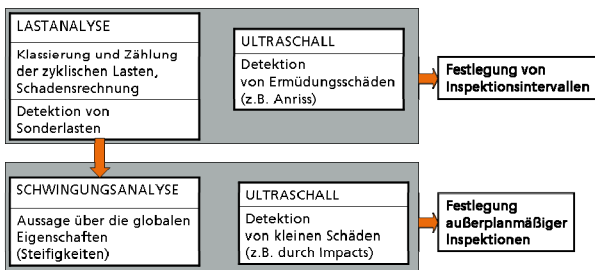 LASTANALYSE
Klassierung und Zählung
der zyklischen Lasten,
Schadensrechnung
Detektion von
Sonderlasten
ULTRASCHALL
Detektion
von Ermüdungsschäden
(z.B. Anriss)
Festlegung von
Inspektionsintervallen
SCHWINGUNGSANALYSE
Aussage über die globalen
Eigenschaften
(Steifigkeiten)
ULTRASCHALL
Detektion
von kleinen Schäden
(z.B. durch Impacts)
Festlegung
außerplanmäßiger
Inspektionen